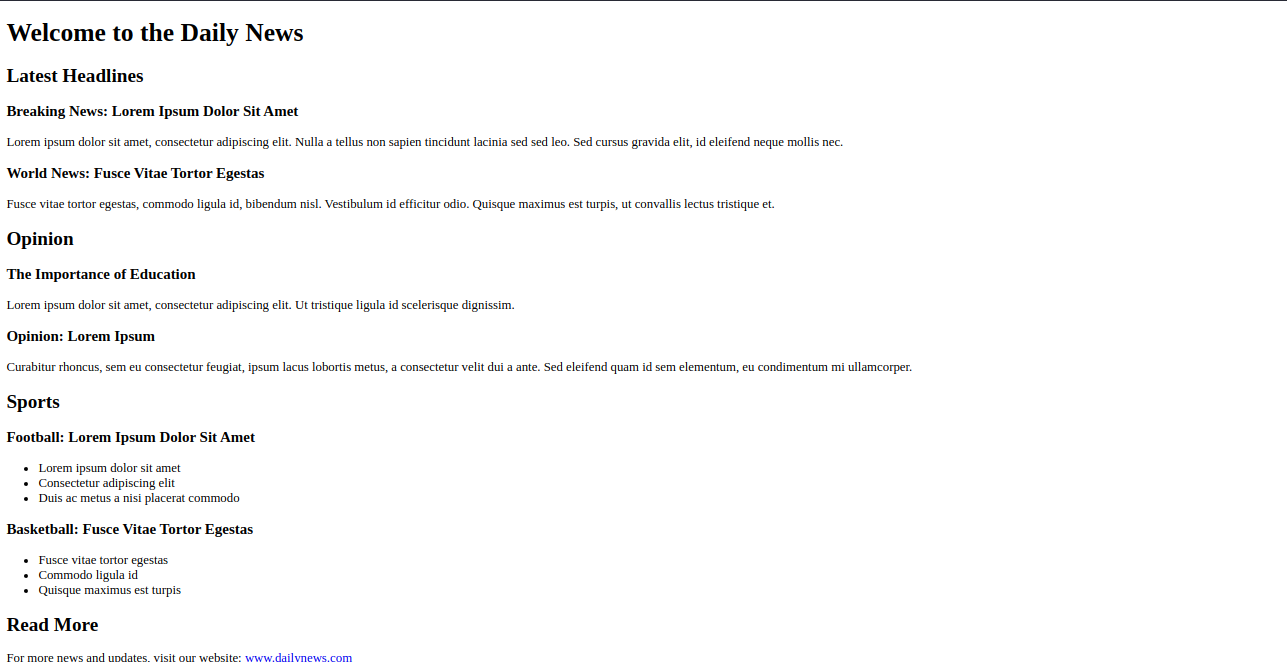 Welcome to the Daily News
Latest Headlines
Breaking News: Lorem Ipsum Dolor Sit Amet
Lorem ipsum dolor sit amet, consectetur adipiscing elit. Nulla a tellus non sapien tincidunt lacinia sed sed leo. Sed cursus gravida elit, id eleifend neque mollis nec.
World News: Fusce Vitae Tortor Egestas
Fusce vitae tortor egestas, commodo ligula id, bibendum nisl. Vestibulum id efficitur odio. Quisque maximus est turpis, ut convallis lectus tristique et.
Opinion
The Importance of Education
Lorem ipsum dolor sit amet, consectetur adipiscing elit. Ut tristique ligula id scelerisque dignissim.
Opinion: Lorem Ipsum
Curabitur rhoncus, sem eu consectetur feugiat, ipsum lacus lobortis metus, a consectetur velit dui a ante. Sed eleifend quam id sem elementum, eu condimentum mi ullamcorper.
Sports
Football: Lorem Ipsum Dolor Sit Amet
• Lorem ipsum dolor sit amet
• Consectetur adipiscing elit
• Duis ac metus a nisi placerat commodo
Basketball: Fusce Vitae Tortor Egestas
• Fusce vitae tortor egestas
• Commodo ligula id
• Quisque maximus est turpis
Read More
For more news and updates, visit our website: www.dailynews.com